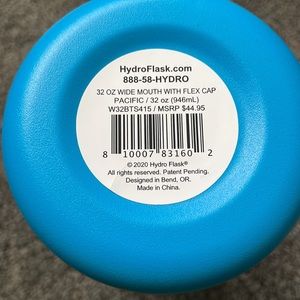 HydroFlask.com
888-58-HYDRO
32 OZ WIDE MOUTH WITH FLEX CAP
PACIFIC / 32 oz (946mL)
W32BTS415 / MSRP $44.95
8 10007 83160 2
©2020 Hydro Flask®
All rights reserved. Patent Pending.
Designed in Bend, OR.
Made in China.